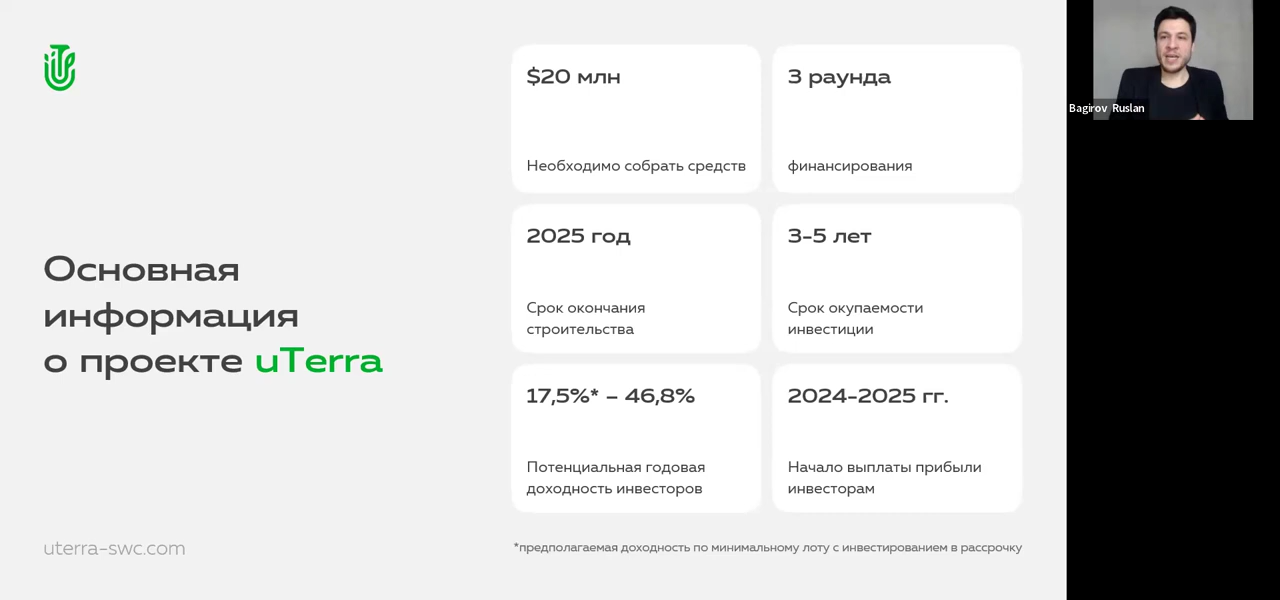 $20 млн
Необходимо собрать средств
3 раунда
финансирования
2025 год
Срок окончания
строительства
3-5 лет
Срок окупаемости
инвестиции
17,5%* – 46,8%
Потенциальная годовая
доходность инвесторов
2024-2025 гг.
Начало выплаты прибыли
инвесторам
Основная
информация
о проекте uTerra
uterra-swc.com
*предполагаемая доходность по минимальному лоту с инвестированием в рассрочку
Bagirov Ruslan